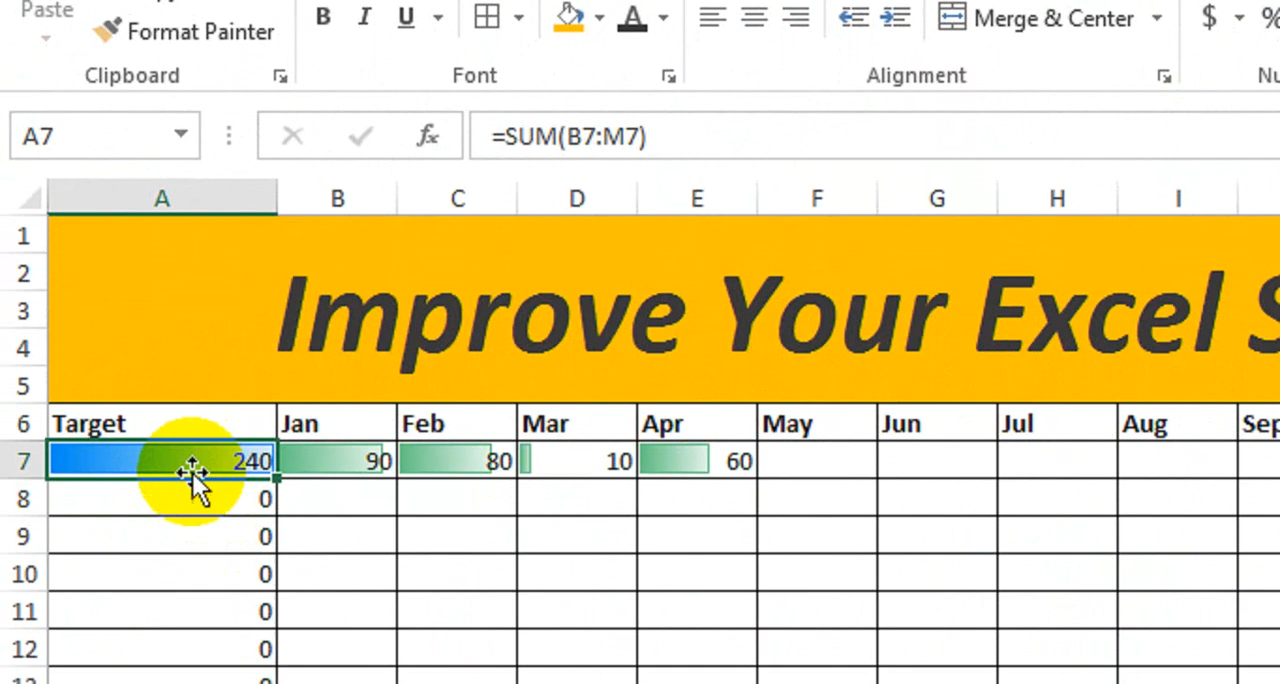 Paste
Format Painter
B I U A Merge & Center $ %
Clipboard Font Alignment
A7 fx =SUM(B7:M7)
A B C D E F G H I
1
2
3
4
5
Improve Your Excel S
6 Target Jan Feb Mar Apr May Jun Jul Aug Sep
7 240 90 80 10 60
8 0
9 0
10 0
11 0
12 0